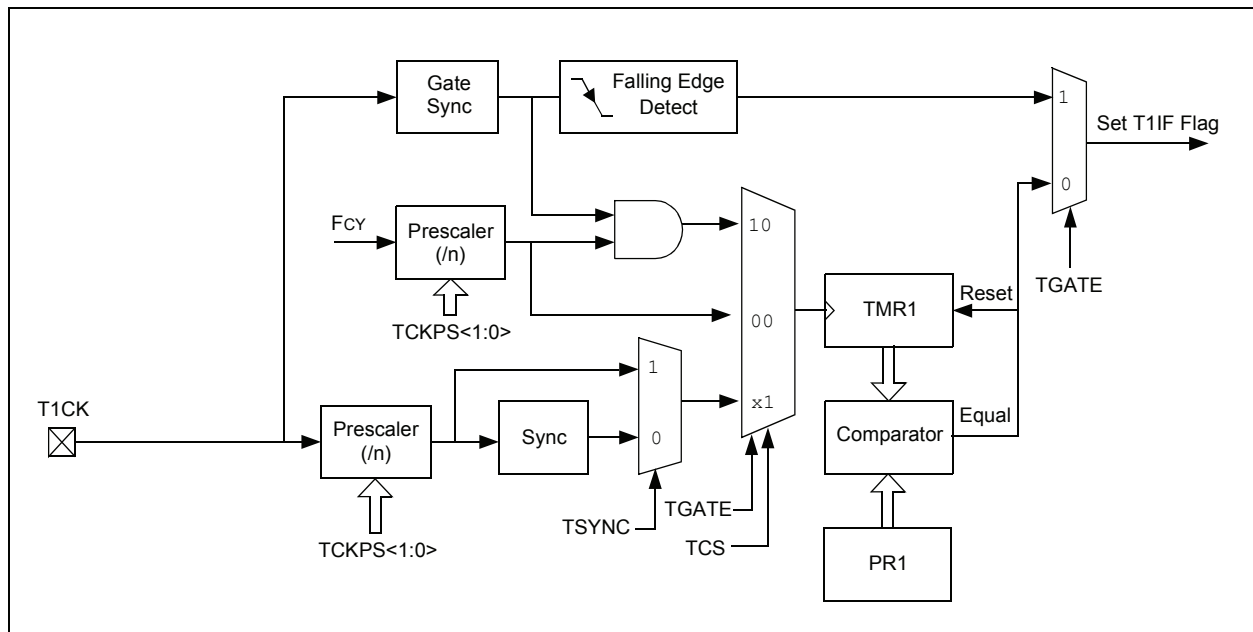 Gate
Sync
Falling Edge
Detect
1
Set T1IF Flag
0
TGATE
FCY
Prescaler
(/n)
TCKPS<1:0>
10
00
x1
TMR1
Reset
T1CK
Prescaler
(/n)
TCKPS<1:0>
Sync
1
0
TSYNC
TGATE
TCS
Comparator
Equal
PR1